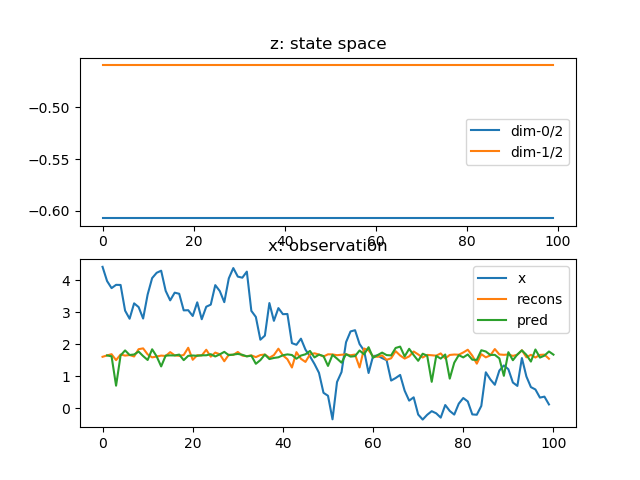 z: state space
−0.50
−0.55
−0.60
dim-0/2
dim-1/2
0 20 40 60 80 100
x: observation
4
3
2
1
0
x
recons
pred
0 20 40 60 80 100